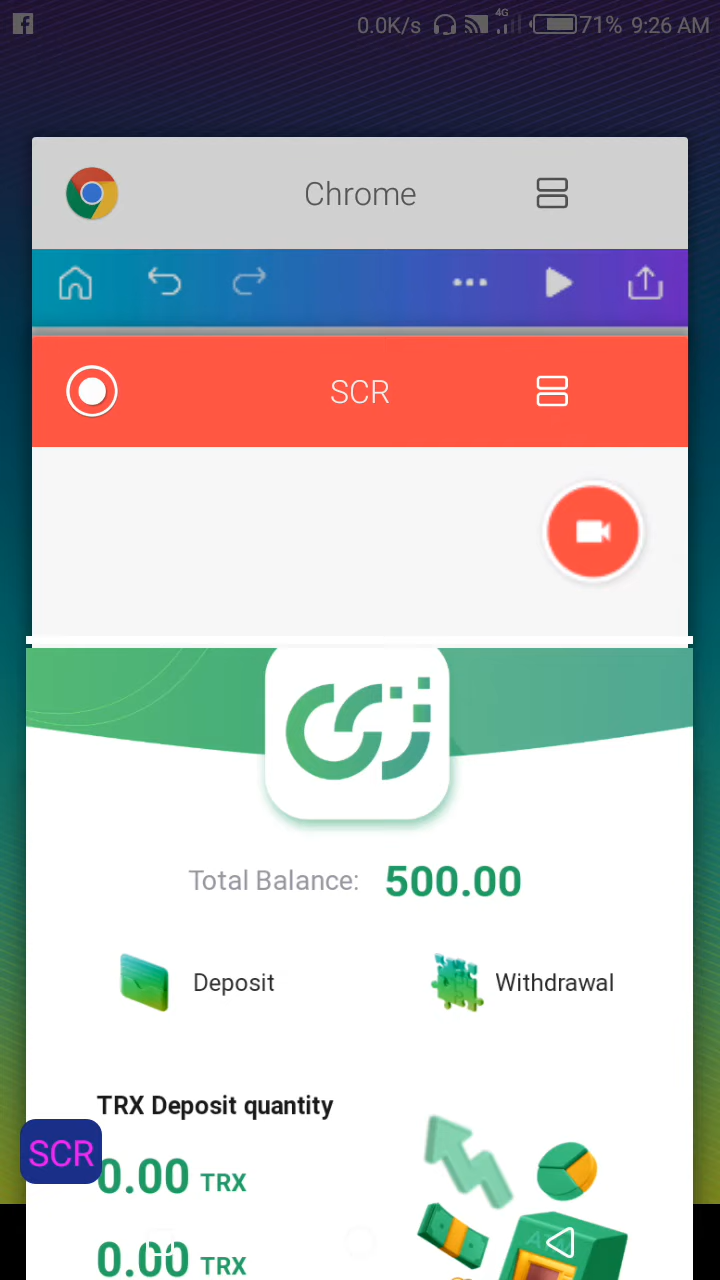 0.0K/s 4G 71% 9:26 AM
Chrome
SCR
Total Balance: 500.00
Deposit Withdrawal
TRX Deposit quantity
SCR
0.00 TRX
0.00 TRX